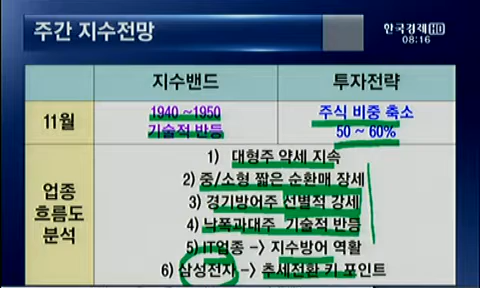 주간 지수전망
한국경제 HD
08:16
지수밴드
투자전략
11월
1940 ~1950
기술적 반등
주식 비중 축소
50 ~ 60%
업종
흐름도
분석
1) 대형주 약세 지속
2) 중/소형 짧은 순환매 장세
3) 경기방어주 선별적 강세
4) 낙폭과대주 기술적 반등
5) IT업종 -> 지수방어 역할
6) 삼성전자 -> 추세전환 키 포인트